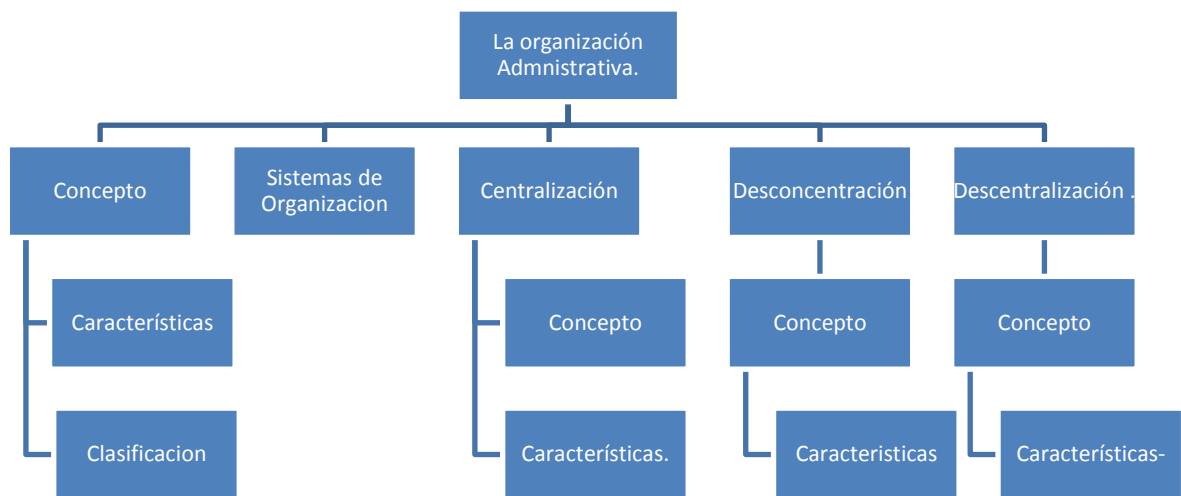 La organización
Admnistrativa.
Concepto
Sistemas de
Organizacion
Centralización
Desconcentración
Descentralización .
Características
Concepto
Concepto
Concepto
Clasificacion
Características.
Caracteristicas
Características-